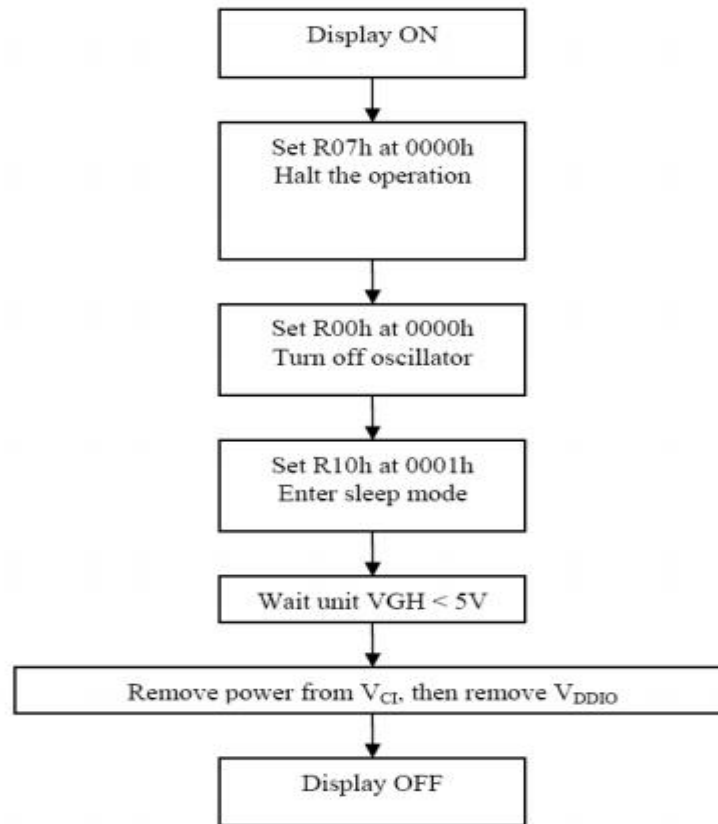 Display ON
Set R07h at 0000h
Halt the operation
Set R00h at 0000h
Turn off oscillator
Set R10h at 0001h
Enter sleep mode
Wait unit VGH < 5V
Remove power from VCI, then remove VDDIO
Display OFF